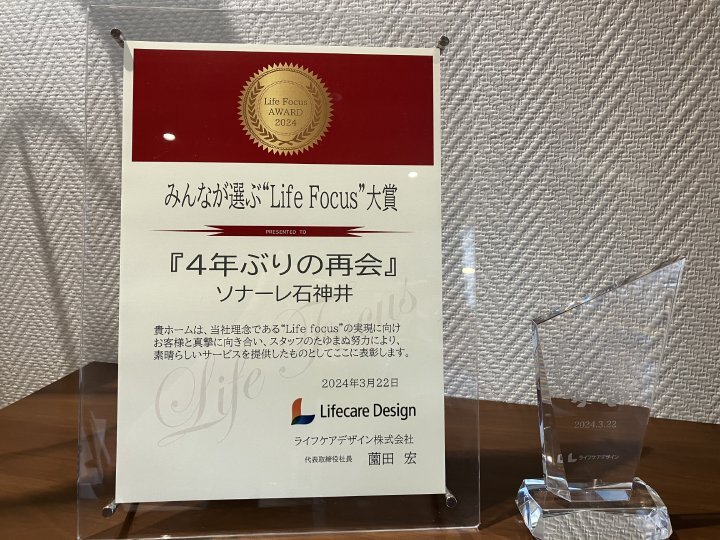 Life Focus
AWARD
2024
みんなが選ぶ“Life Focus”大賞
PRESENTED TO
『4年ぶりの再会』
ソナーレ石神井
貴ホームは、当社理念である“Life focus”の実現に向け
お客様と真摯に向き合い、スタッフのたゆまぬ努力により、
素晴らしいサービスを提供したものとしてここに表彰します。
Life Focus
2024年3月22日
Lifecare Design
ライフケアデザイン株式会社
代表取締役社長 薗田 宏
2024.3.22
ライフケアデザイン